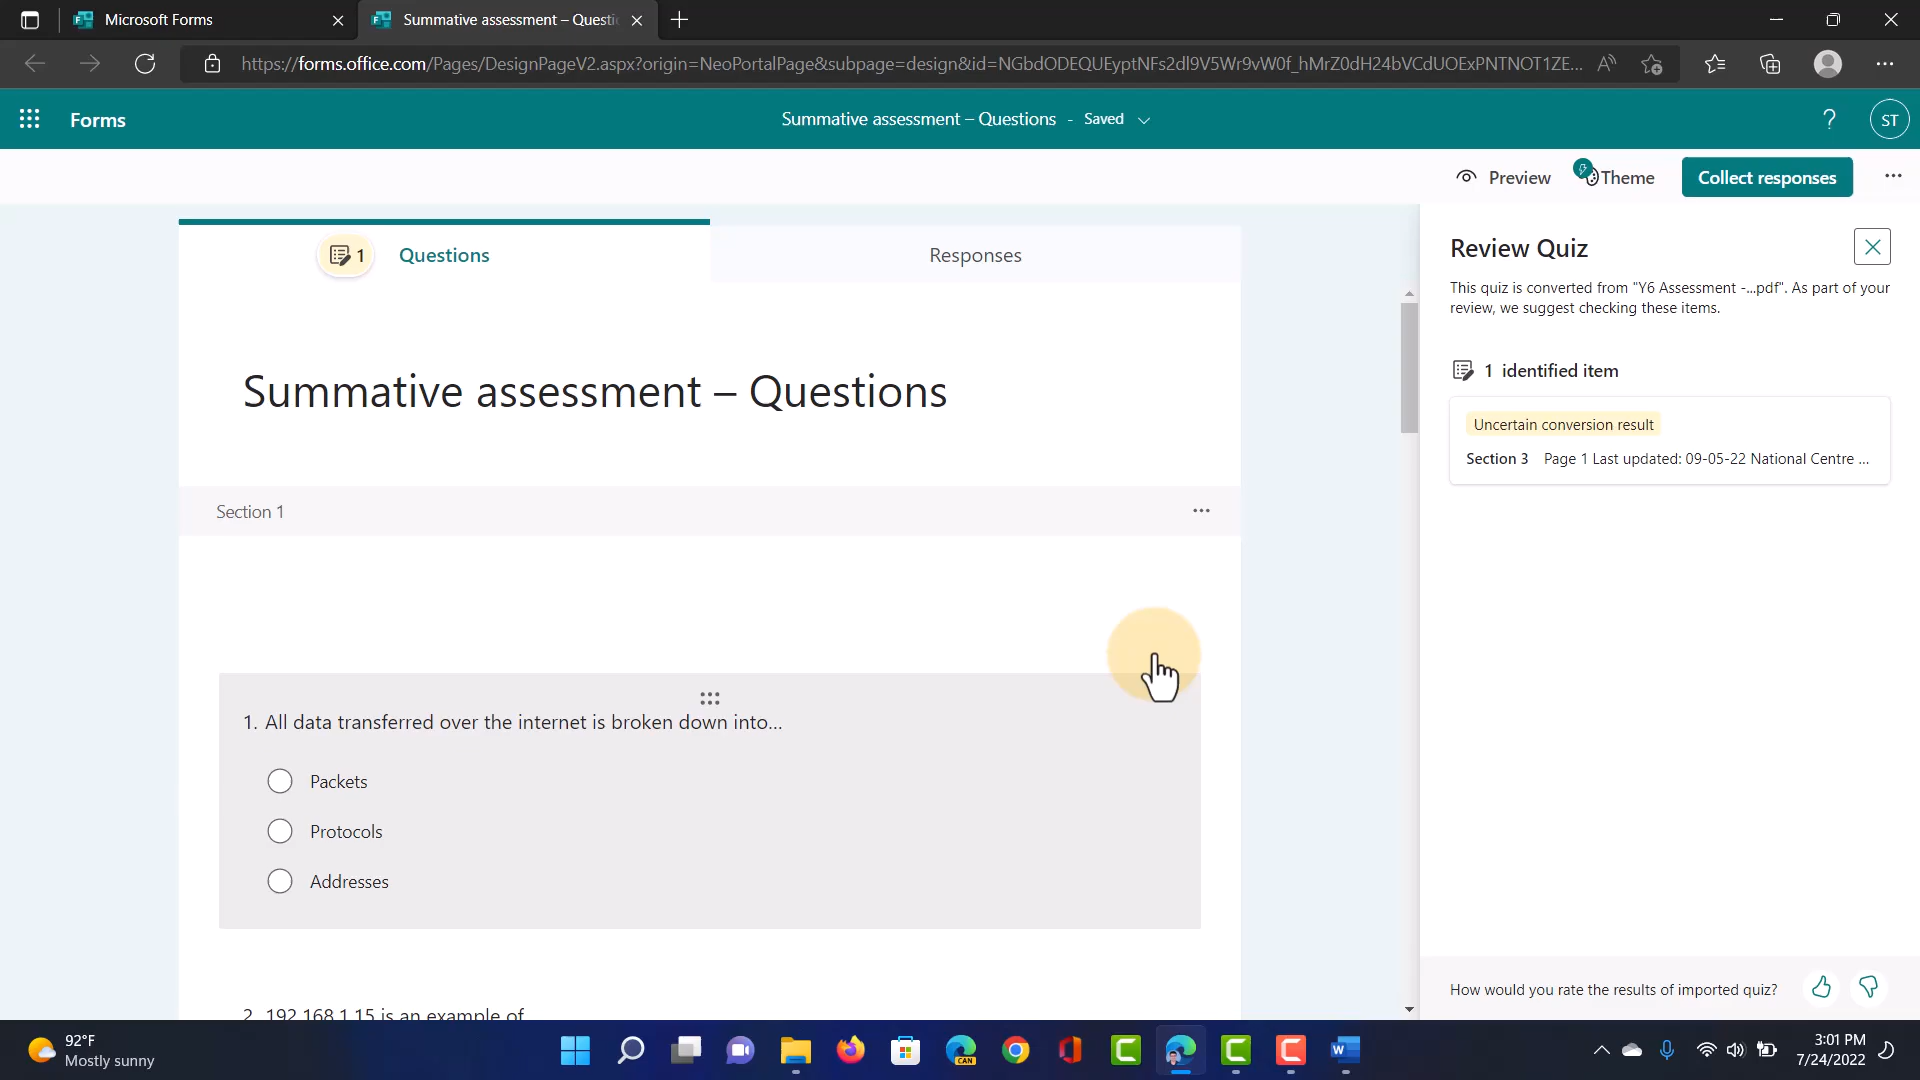 Microsoft Forms
Summative assessment – Questi
https://forms.office.com/Pages/DesignPageV2.aspx?origin=NeoPortalPage&subpage=design&id=NGbdODEQUEyptNFs2dl9V5Wr9vW0f_hMrZ0dH24bVCdUOExPNTNOT1ZE...
Forms
Summative assessment – Questions - Saved
?
ST
Preview
Theme
Collect responses
1
Questions
Responses
Summative assessment – Questions
Section 1
1. All data transferred over the internet is broken down into...
Packets
Protocols
Addresses
2. 192.168.1.15 is an example of
Review Quiz
This quiz is converted from "Y6 Assessment -...pdf". As part of your
review, we suggest checking these items.
1 identified item
Uncertain conversion result
Section 3 Page 1 Last updated: 09-05-22 National Centre ...
How would you rate the results of imported quiz?
92°F
Mostly sunny
CAN
3:01 PM
7/24/2022